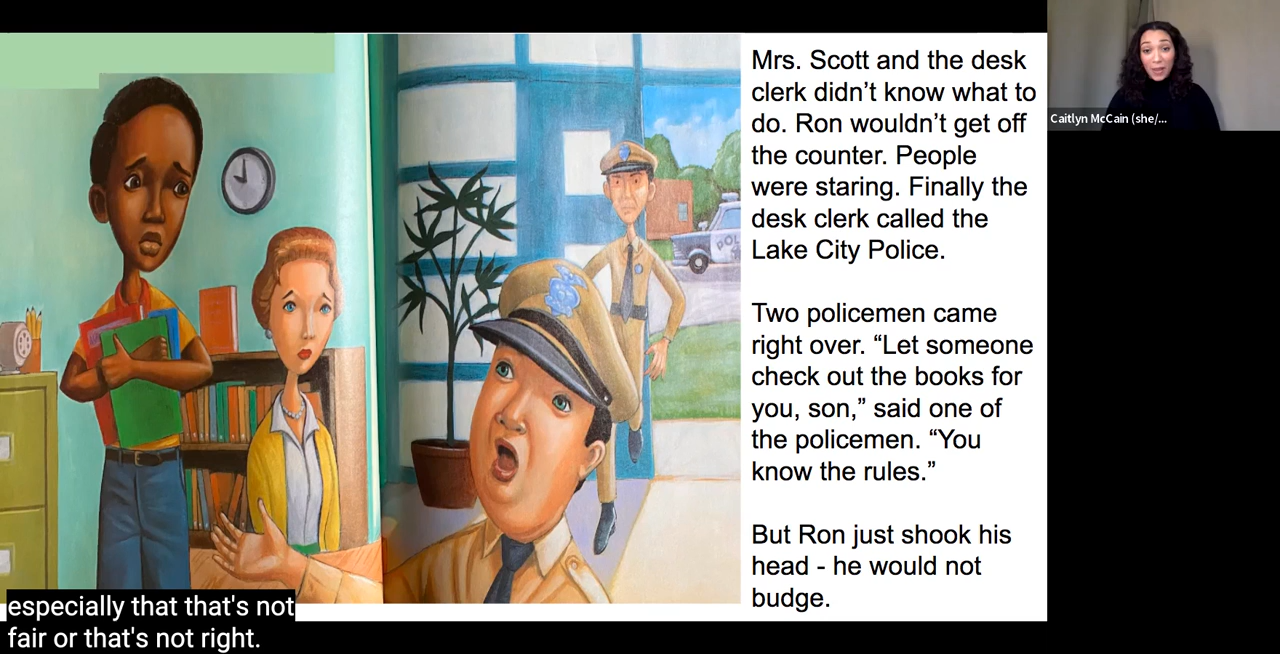 Mrs. Scott and the desk
clerk didn’t know what to
do. Ron wouldn’t get off
the counter. People
were staring. Finally the
desk clerk called the
Lake City Police.
Two policemen came
right over. “Let someone
check out the books for
you, son,” said one of
the policemen. “You
know the rules.”
But Ron just shook his
head - he would not
budge.
Caitlyn McCain (she/...
POL
especially that that's not
fair or that's not right.